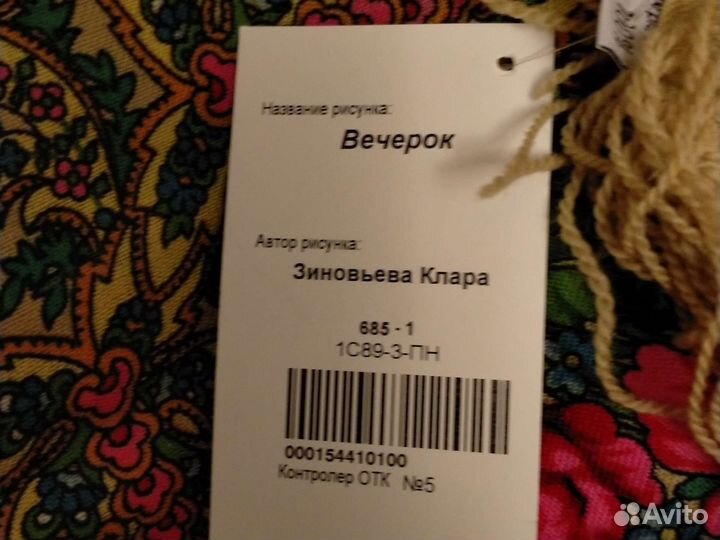 Название рисунка:
Вечерок
Автор рисунка:
Зиновьева Клара
685 - 1
1С89-3-ПН
000154410100
Контролер ОТК №5
Avito